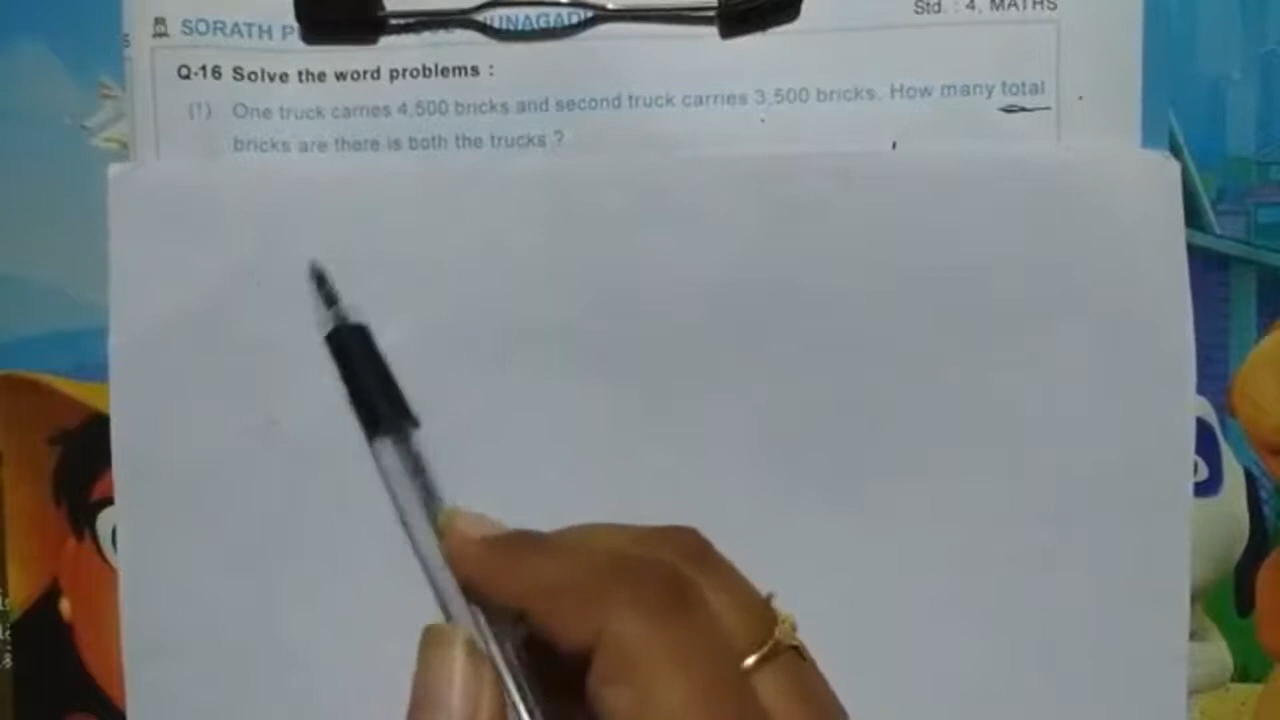 SORATH P
JUNAGADH
Std. : 4, MATHS
Q-16 Solve the word problems :
(1) One truck carries 4,500 bricks and second truck carries 3,500 bricks. How many total
bricks are there is both the trucks ?